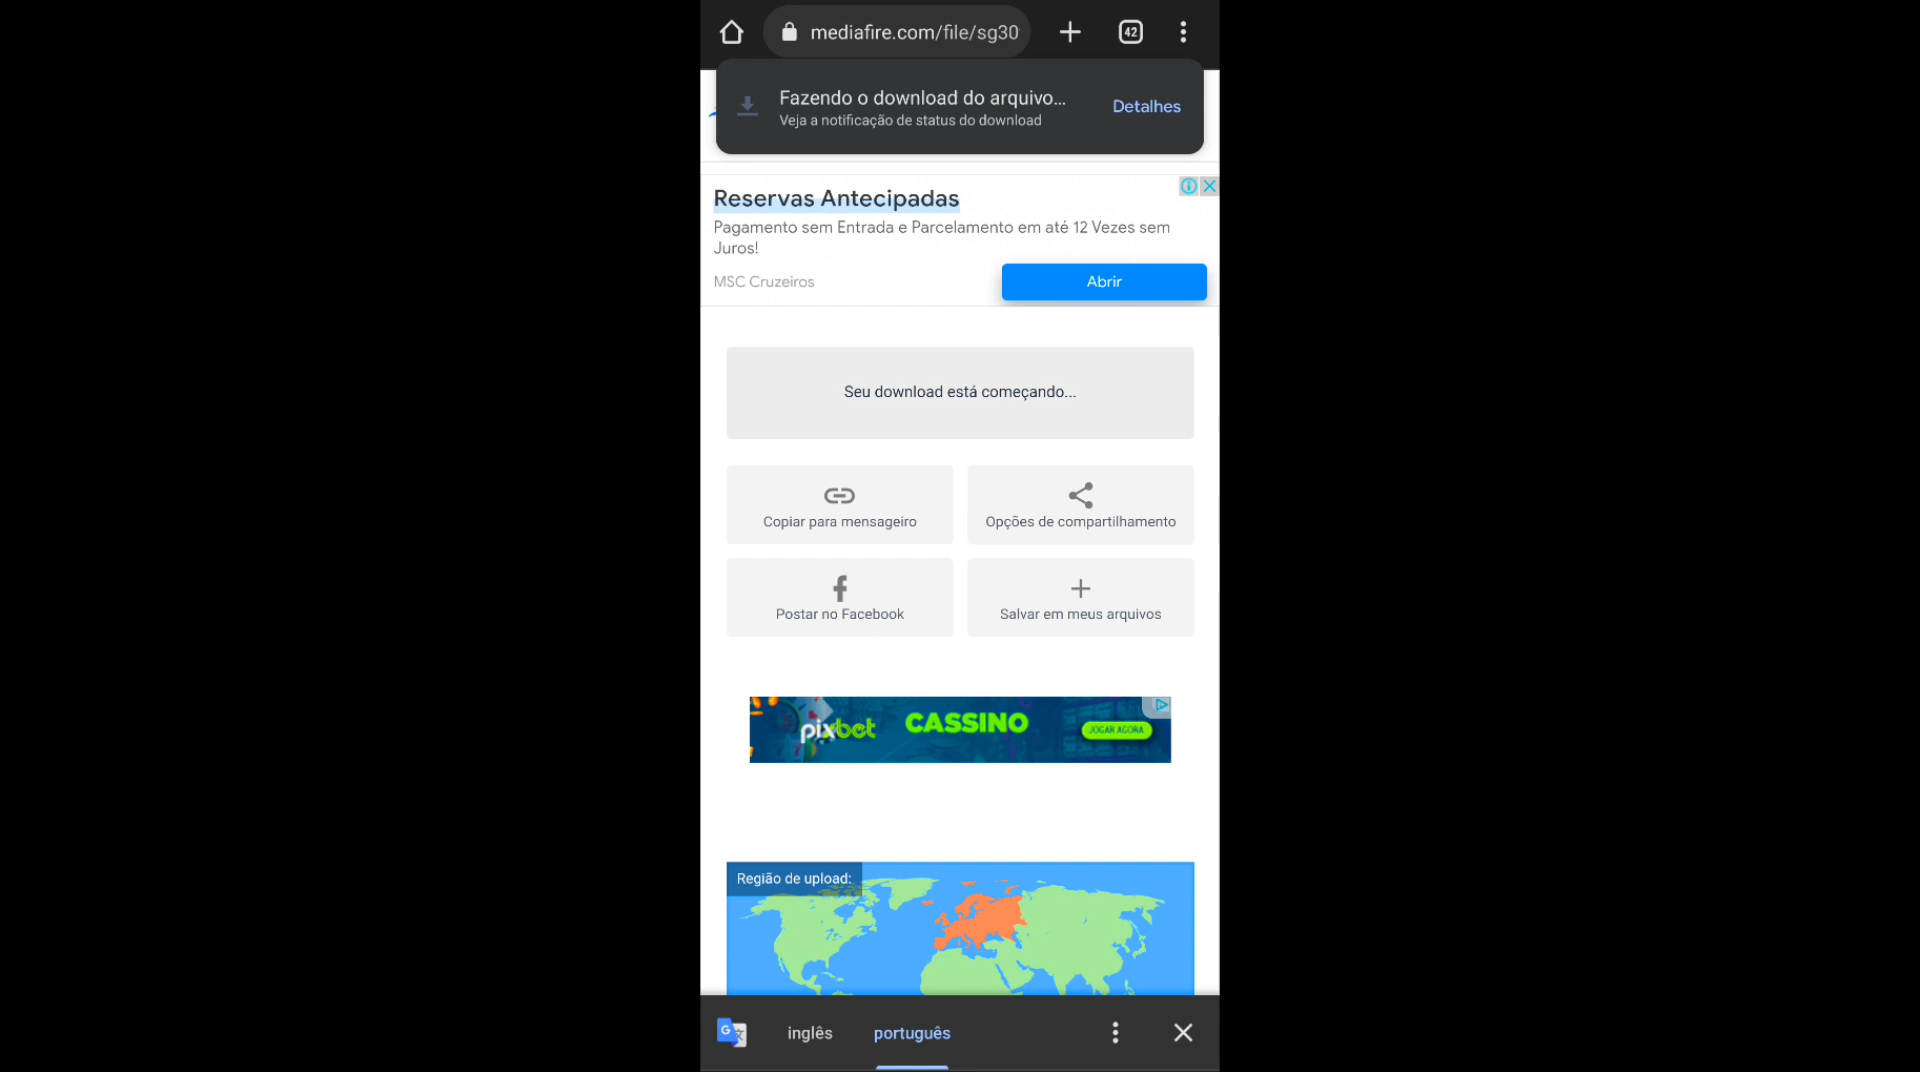 mediafire.com/file/sg30
42
Fazendo o download do arquivo...
Veja a notificação de status do download
Detalhes
Reservas Antecipadas
Pagamento sem Entrada e Parcelamento em até 12 Vezes sem
Juros!
MSC Cruzeiros
Abrir
Seu download está começando...
Copiar para mensageiro
Opções de compartilhamento
Postar no Facebook
Salvar em meus arquivos
pixbet
CASSINO
JOGAR AGORA
Região de upload:
inglês
português